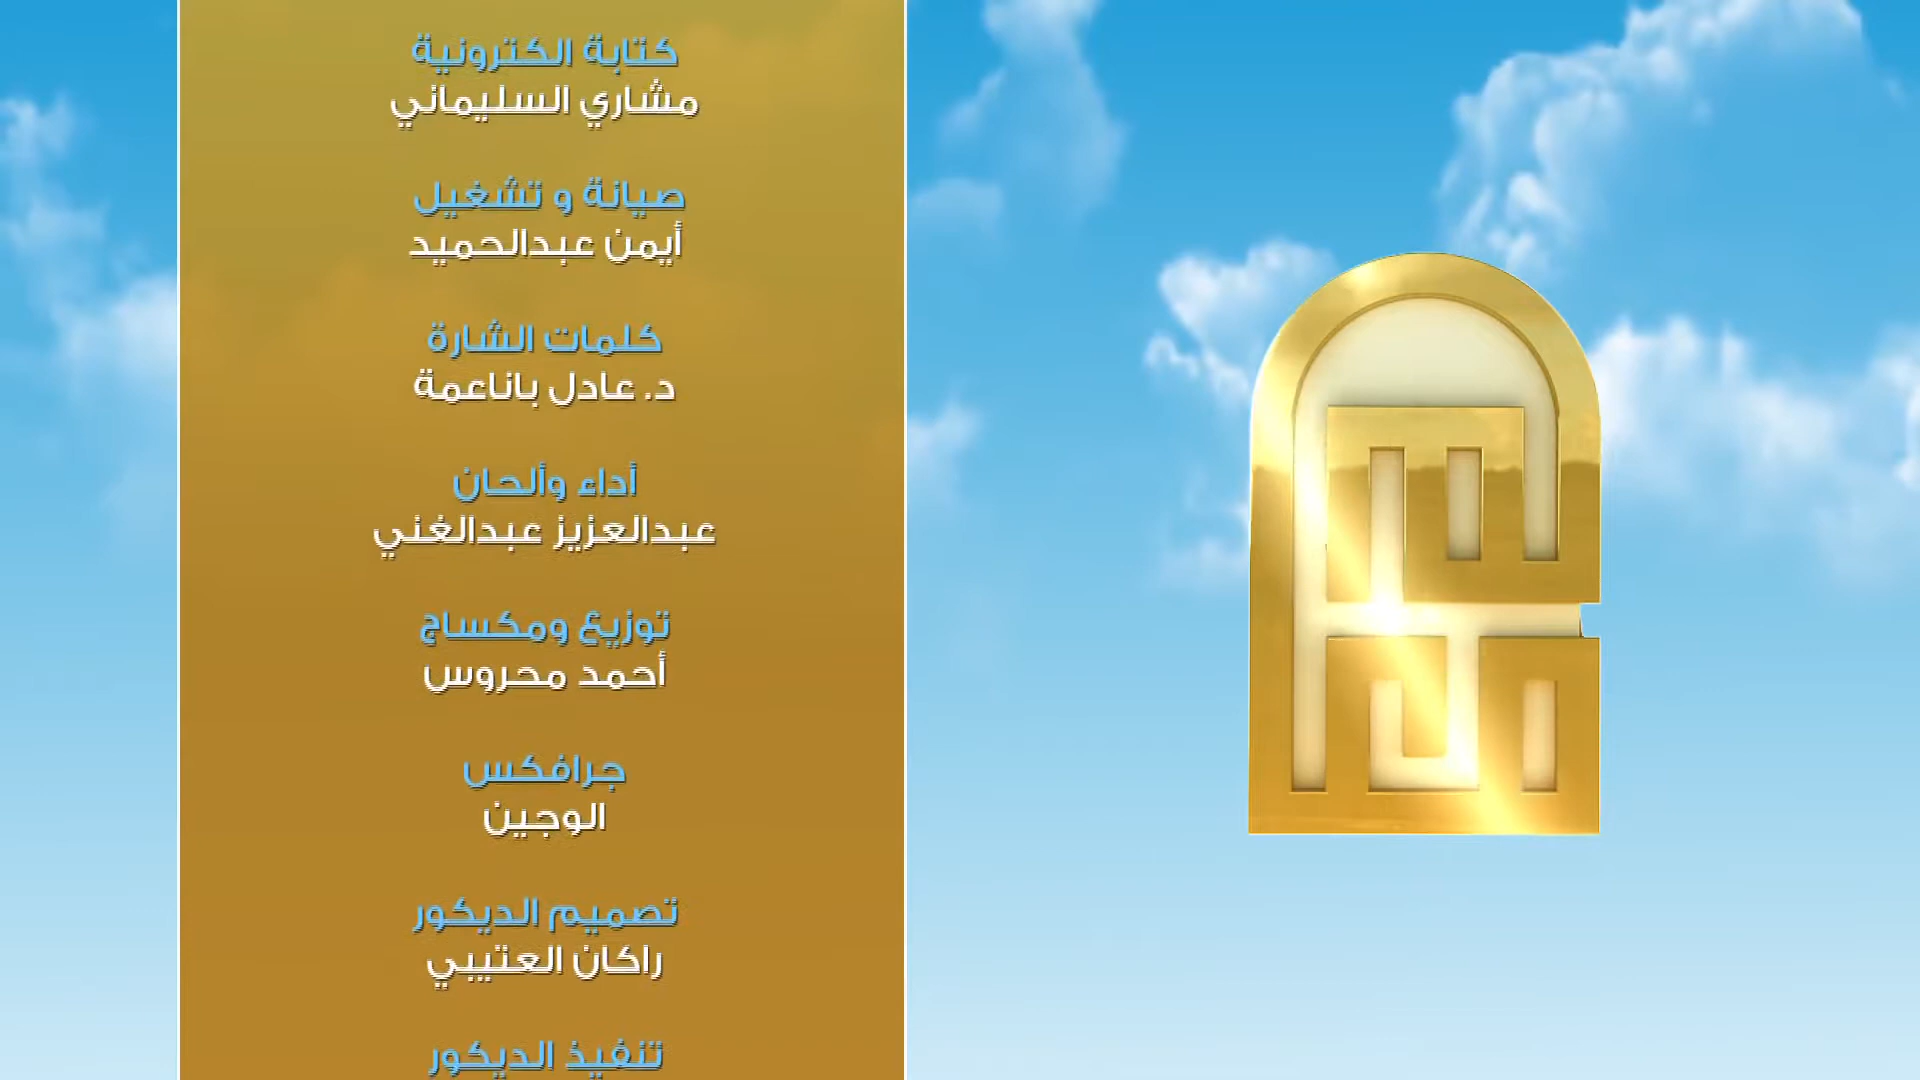 كتابة الكترونية
مشاري السليماني
صيانة و تشغيل
أيمن عبدالحميد
كلمات الشارة
د. عادل باناعمة
أداء وألحان
عبدالعزيز عبدالغني
توزيع ومكساج
أحمد محروس
جرافكس
الوجين
تصميم الديكور
راكان العتيبي
تنفيذ الديكور